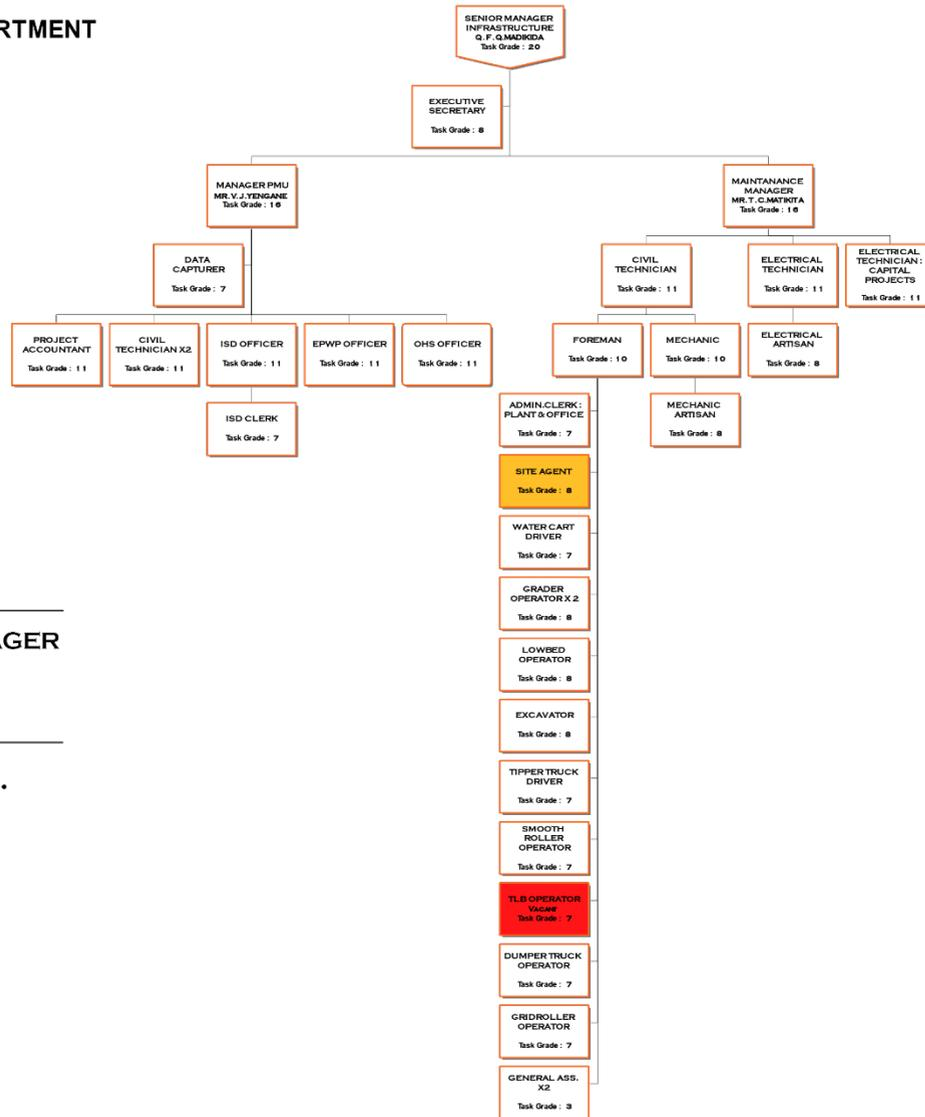 RTMENT
SENIOR MANAGER
INFRASTRUCTURE
Q.F.Q.MADIKIDA
Task Grade : 20
EXECUTIVE
SECRETARY
Task Grade : 8
MANAGER PMU
MR.V.J.YENGANE
Task Grade : 16
MAINTANANCE
MANAGER
MR.T.C.MATIKITA
Task Grade : 16
DATA
CAPTURER
Task Grade : 7
CIVIL
TECHNICIAN
Task Grade : 11
ELECTRICAL
TECHNICIAN
Task Grade : 11
ELECTRICAL
TECHNICIAN :
CAPITAL
PROJECTS
Task Grade : 11
PROJECT
ACCOUNTANT
Task Grade : 11
CIVIL
TECHNICIAN X2
Task Grade : 11
ISD OFFICER
Task Grade : 11
EPWP OFFICER
Task Grade : 11
OHS OFFICER
Task Grade : 11
FOREMAN
Task Grade : 10
MECHANIC
Task Grade : 10
ELECTRICAL
ARTISAN
Task Grade : 8
ISD CLERK
Task Grade : 7
ADMIN.CLERK :
PLANT & OFFICE
Task Grade : 7
MECHANIC
ARTISAN
Task Grade : 8
SITE AGENT
Task Grade : 8
WATER CART
DRIVER
Task Grade : 7
GRADER
OPERATOR X 2
Task Grade : 8
LOWBED
OPERATOR
Task Grade : 8
EXCAVATOR
Task Grade : 8
TIPPER TRUCK
DRIVER
Task Grade : 7
SMOOTH
ROLLER
OPERATOR
Task Grade : 7
TLB OPERATOR
VACANT
Task Grade : 7
DUMPER TRUCK
OPERATOR
Task Grade : 7
GRIDROLLER
OPERATOR
Task Grade : 7
GENERAL ASS.
X2
Task Grade : 3
AGER
.